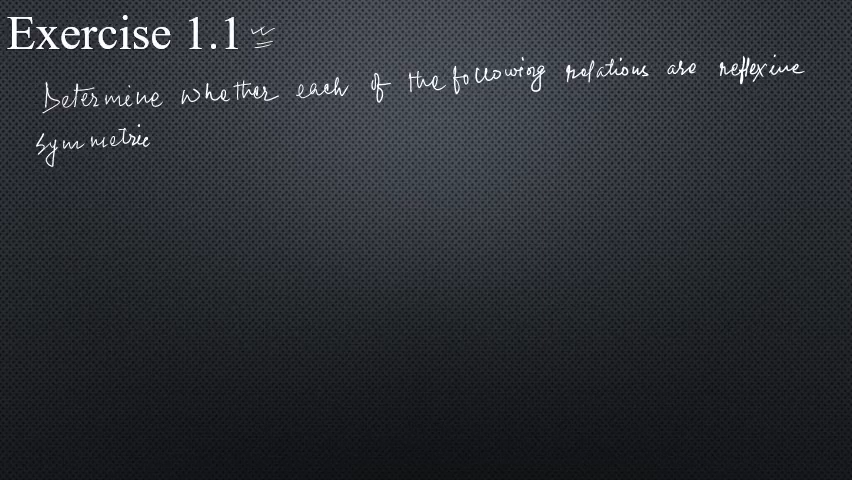 Exercise 1.1
Determine whether each of the following relations are reflexive
symmetric